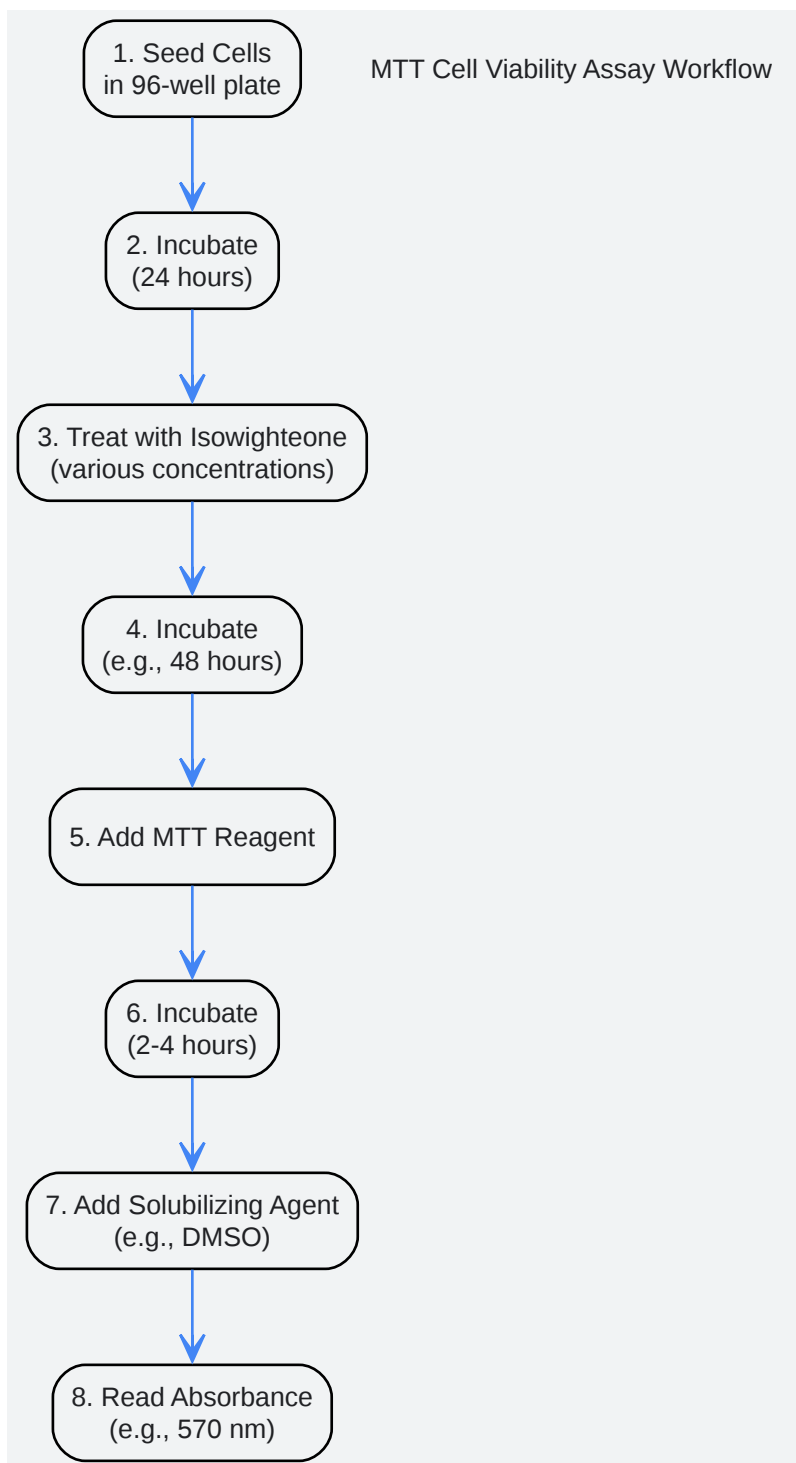 1. Seed Cells
in 96-well plate
MTT Cell Viability Assay Workflow
2. Incubate
(24 hours)
3. Treat with Isowighteone
(various concentrations)
4. Incubate
(e.g., 48 hours)
5. Add MTT Reagent
6. Incubate
(2-4 hours)
7. Add Solubilizing Agent
(e.g., DMSO)
8. Read Absorbance
(e.g., 570 nm)